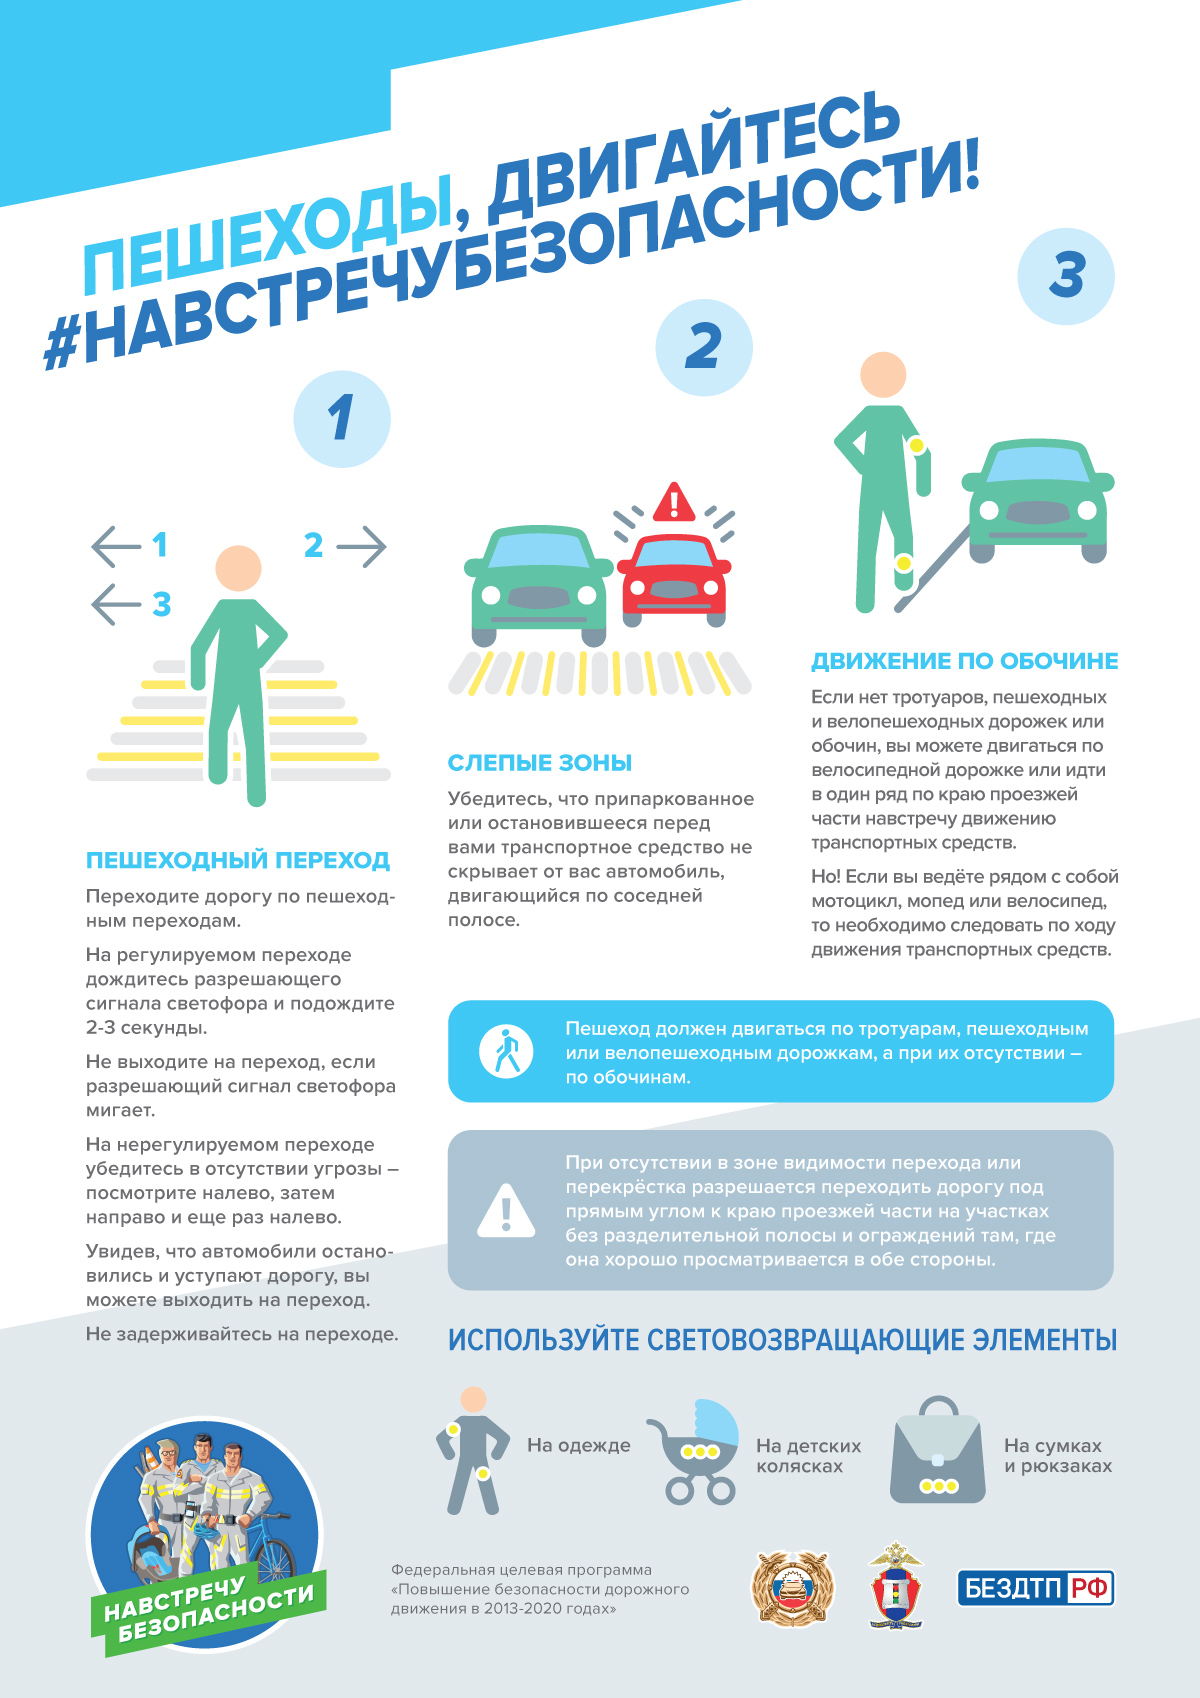 ПЕШЕХОДЫ, ДВИГАЙТЕСЬ
#НАВСТРЕЧУБЕЗОПАСНОСТИ!
1
2
3
1
2
3
ПЕШЕХОДНЫЙ ПЕРЕХОД
Переходите дорогу по пешеход-
ным переходам.
На регулируемом переходе
дождитесь разрешающего
сигнала светофора и подождите
2-3 секунды.
Не выходите на переход, если
разрешающий сигнал светофора
мигает.
На нерегулируемом переходе
убедитесь в отсутствии угрозы –
посмотрите налево, затем
направо и еще раз налево.
Увидев, что автомобили остано-
вились и уступают дорогу, вы
можете выходить на переход.
Не задерживайтесь на переходе.
СЛЕПЫЕ ЗОНЫ
Убедитесь, что припаркованное
или остановившееся перед
вами транспортное средство не
скрывает от вас автомобиль,
двигающийся по соседней
полосе.
ДВИЖЕНИЕ ПО ОБОЧИНЕ
Если нет тротуаров, пешеходных
и велопешеходных дорожек или
обочин, вы можете двигаться по
велосипедной дорожке или идти
в один ряд по краю проезжей
части навстречу движению
транспортных средств.
Но! Если вы ведёте рядом с собой
мотоцикл, мопед или велосипед,
то необходимо следовать по ходу
движения транспортных средств.
Пешеход должен двигаться по тротуарам, пешеходным
или велопешеходным дорожкам, а при их отсутствии –
по обочинам.
При отсутствии в зоне видимости перехода или
перекрёстка разрешается переходить дорогу под
прямым углом к краю проезжей части на участках
без разделительной полосы и ограждений там, где
она хорошо просматривается в обе стороны.
ИСПОЛЬЗУЙТЕ СВЕТОВОЗВРАЩАЮЩИЕ ЭЛЕМЕНТЫ
На одежде
На детских
колясках
На сумках
и рюкзаках
НАВСТРЕЧУ
БЕЗОПАСНОСТИ
Федеральная целевая программа
«Повышение безопасности дорожного
движения в 2013-2020 годах»
БЕЗДТП РФ